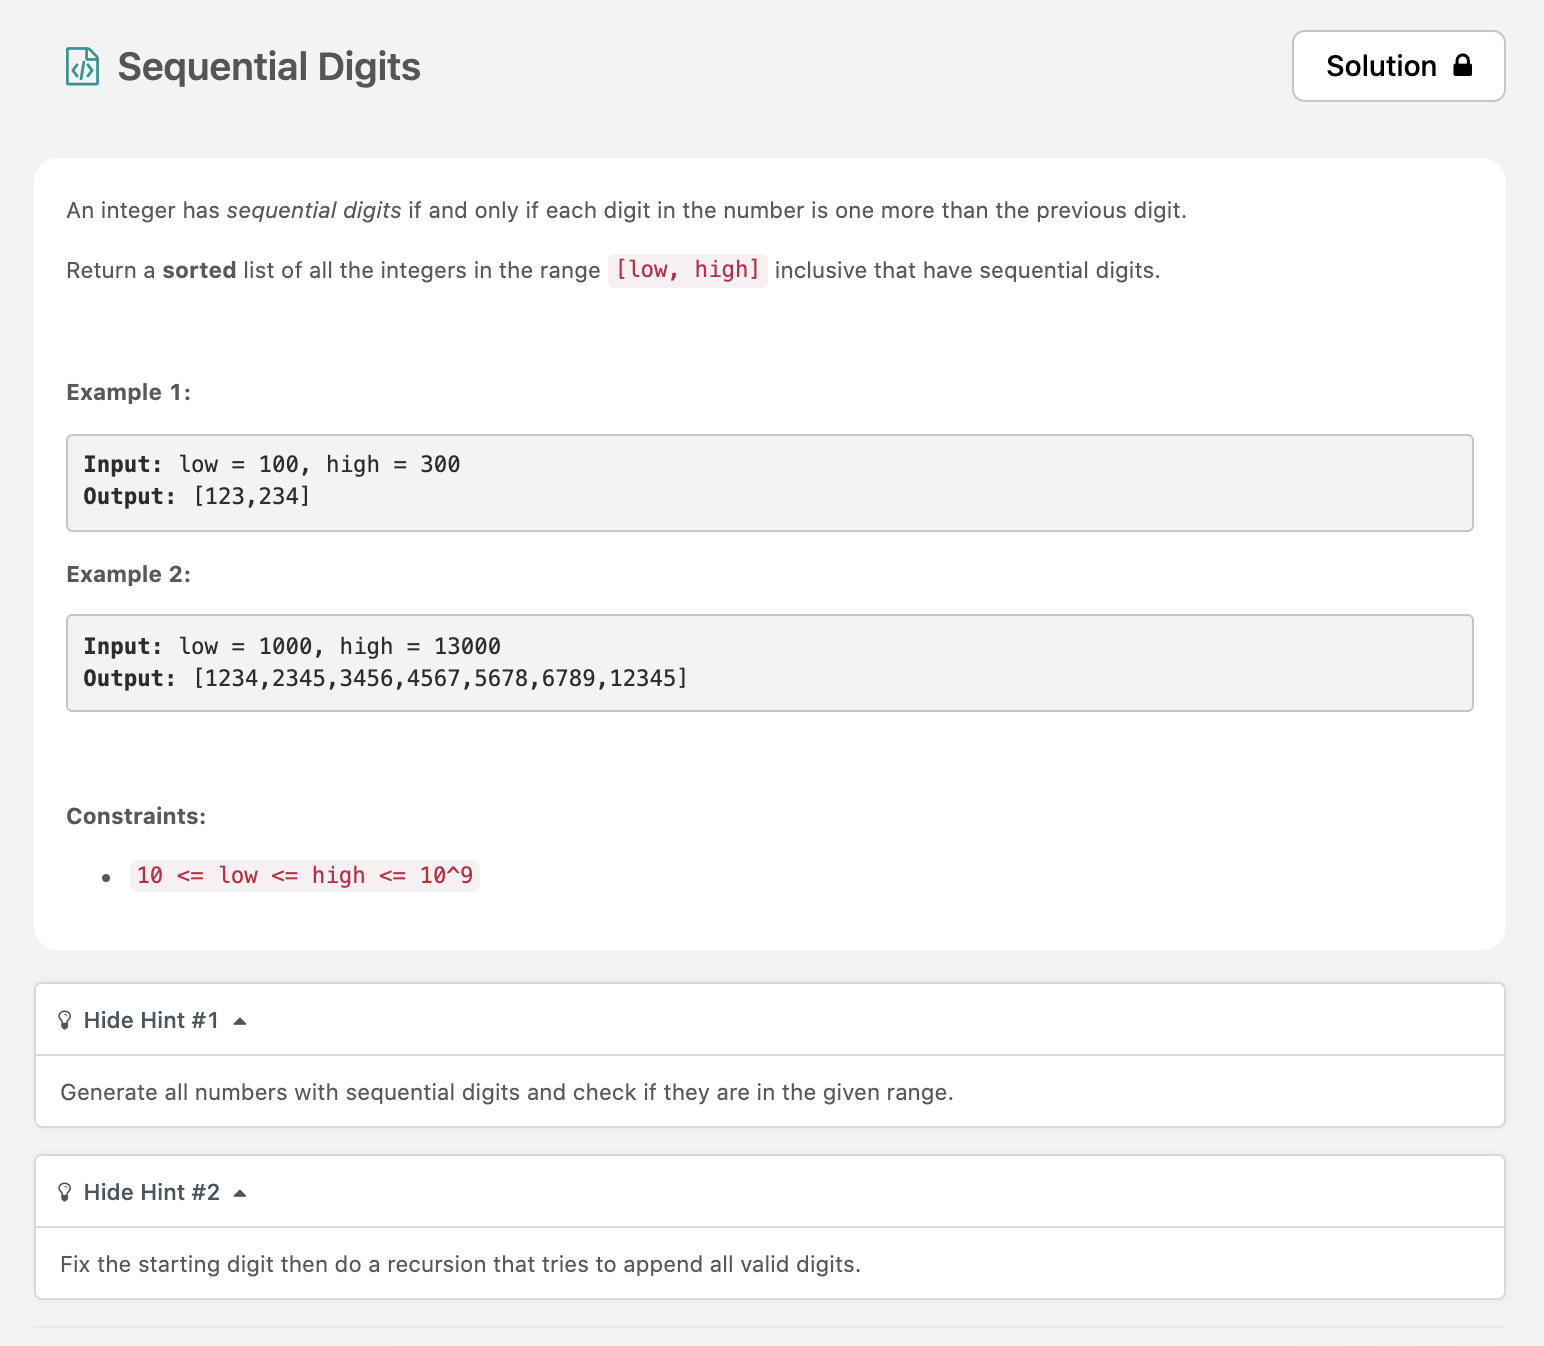 Sequential Digits
Solution
An integer has sequential digits if and only if each digit in the number is one more than the previous digit.
Return a sorted list of all the integers in the range [low, high] inclusive that have sequential digits.
Example 1:
Input: low = 100, high = 300
Output: [123,234]
Example 2:
Input: low = 1000, high = 13000
Output: [1234,2345,3456,4567,5678,6789,12345]
Constraints:
• 10 <= low <= high <= 10^9
Hide Hint #1
Generate all numbers with sequential digits and check if they are in the given range.
Hide Hint #2
Fix the starting digit then do a recursion that tries to append all valid digits.